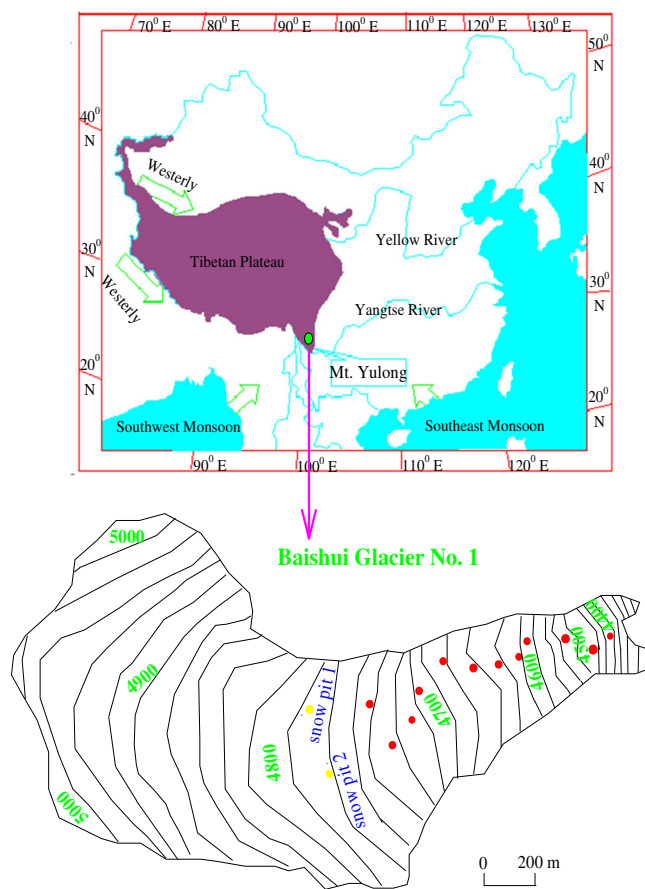 70⁰ E 80⁰ E 90⁰ E 100⁰ E 110⁰ E 120⁰ E 130⁰ E
50⁰
N
40⁰
N
40⁰
N
Westerly
Yellow River
30⁰
N
Tibetan Plateau
30⁰
N
Westerly
Yangtse River
20⁰
N
Mt. Yulong
20⁰
N
Southwest Monsoon
Southeast Monsoon
90⁰ E 100⁰ E 110⁰ E 120⁰ E
5000
Baishui Glacier No. 1
4400
4500
4600
4900
4700
snow pit 1
4800
snow pit 2
5000
0 200 m